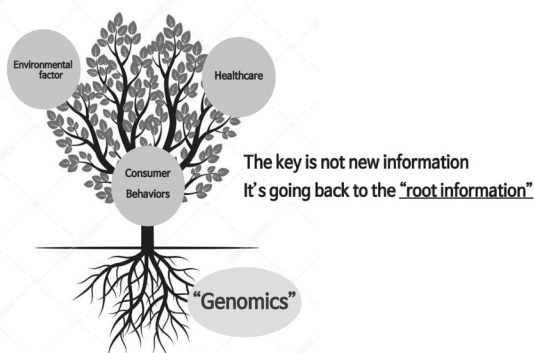 Environmental
factor
Healthcare
Consumer
Behaviors
The key is not new information
It's going back to the “root information”
“Genomics”